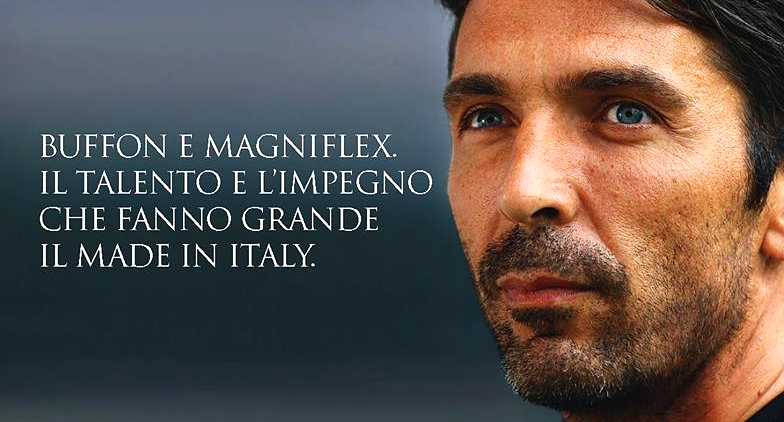 BUFFON E MAGNIFLEX.
IL TALENTO E L'IMPEGNO
CHE FANNO GRANDE
IL MADE IN ITALY.